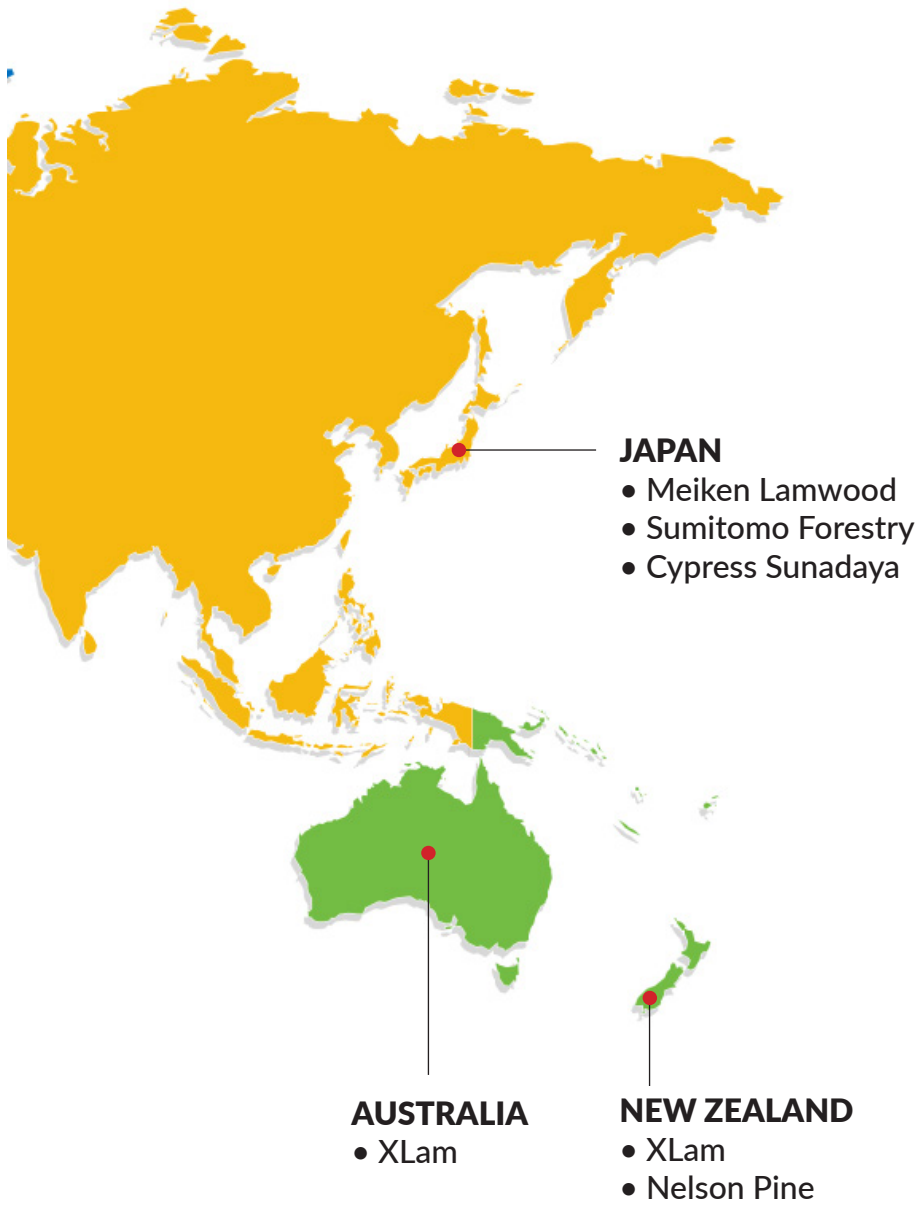 JAPAN
• Meiken Lamwood
• Sumitomo Forestry
• Cypress Sunadaya
AUSTRALIA
• XLam
NEW ZEALAND
• XLam
• Nelson Pine